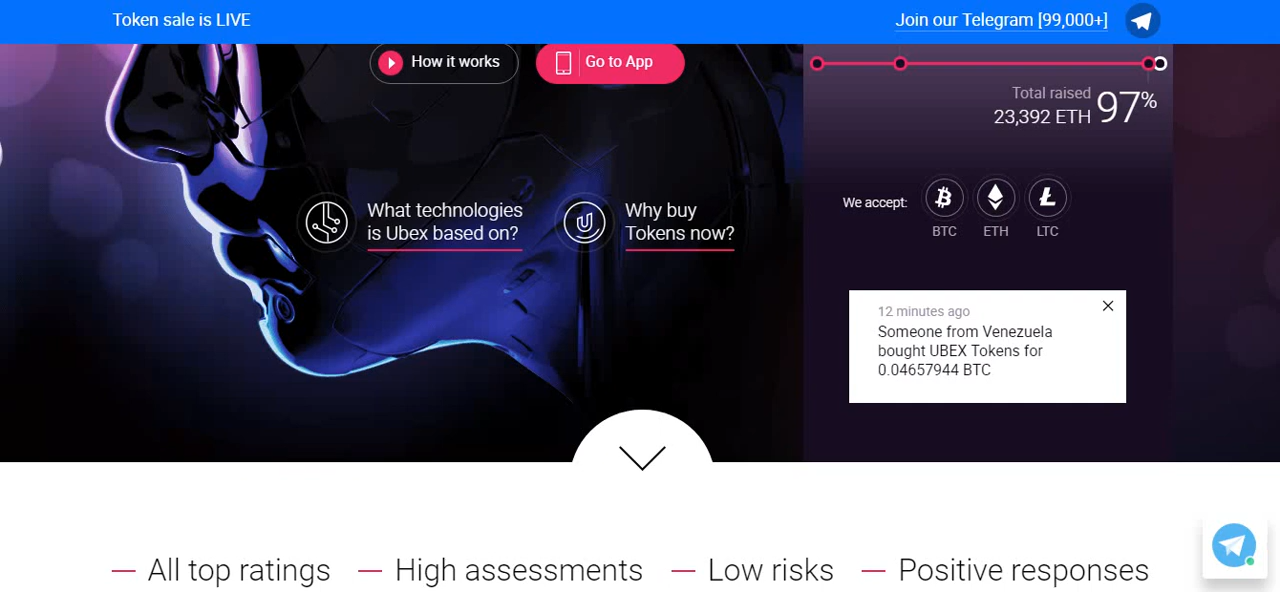 Token sale is LIVE
Join our Telegram [99,000+]
How it works
Go to App
Total raised
23,392 ETH
97%
We accept:
BTC
ETH
LTC
What technologies
is Ubex based on?
Why buy
Tokens now?
12 minutes ago
Someone from Venezuela
bought UBEX Tokens for
0.04657944 BTC
All top ratings
High assessments
Low risks
Positive responses